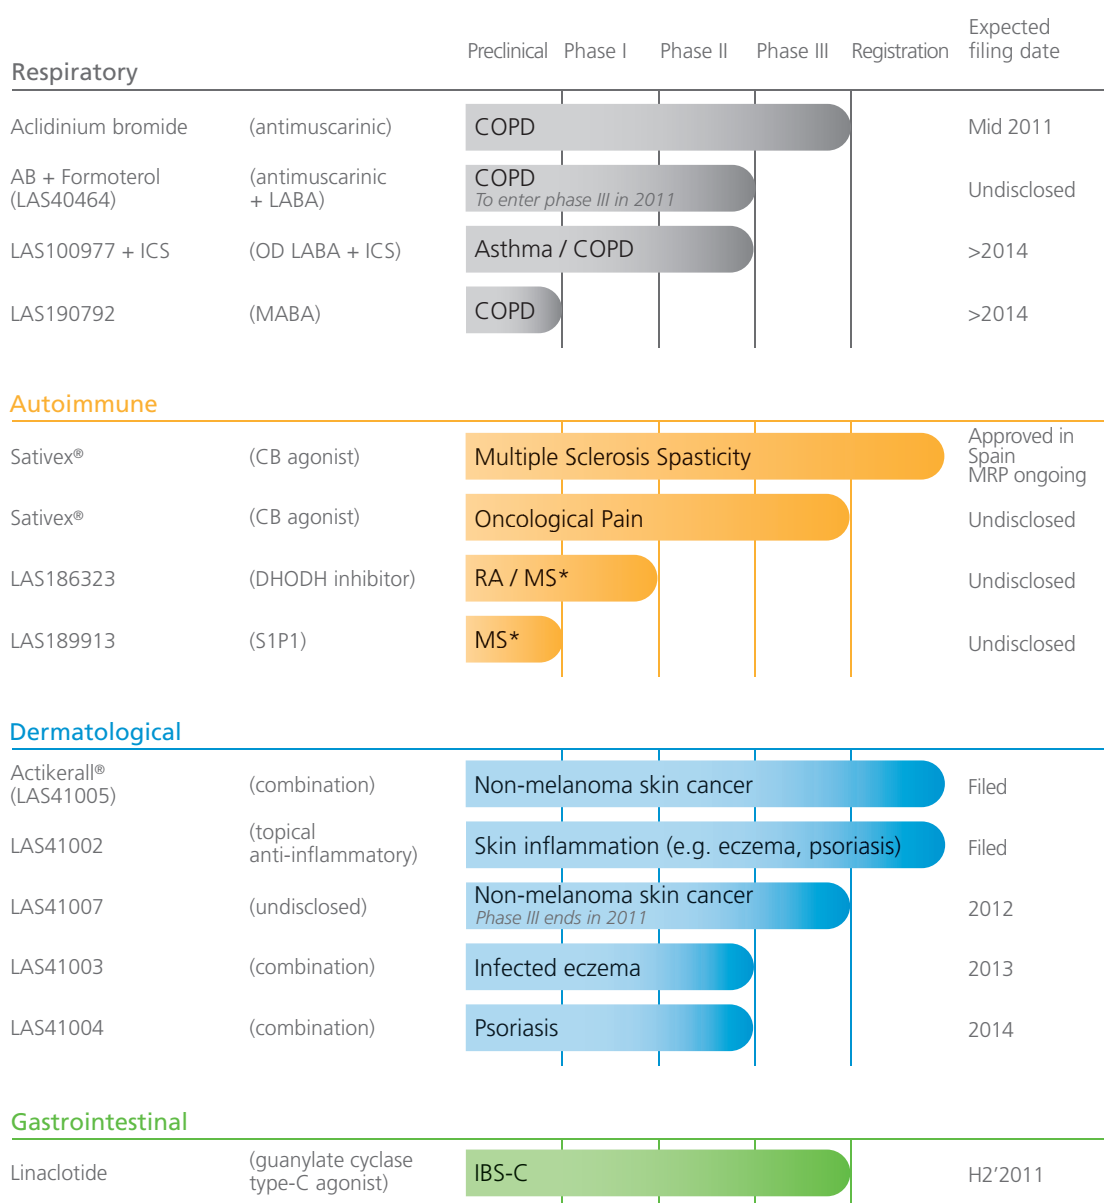 Expected
Preclinical Phase I Phase II Phase III Registration filing date
Respiratory
Aclidinium bromide (antimuscarinic) COPD Mid 2011
AB + Formoterol (antimuscarinic COPD
(LAS40464) + LABA) To enter phase III in 2011 Undisclosed
LAS100977 + ICS (OD LABA + ICS) Asthma / COPD >2014
LAS190792 (MABA) COPD >2014
Autoimmune
Approved in
Sativex® (CB agonist) Multiple Sclerosis Spasticity Spain
MRP ongoing
Sativex® (CB agonist) Oncological Pain Undisclosed
LAS186323 (DHODH inhibitor) RA / MS* Undisclosed
LAS189913 (S1P1) MS* Undisclosed
Dermatological
Actikerall®
(LAS41005) (combination) Non-melanoma skin cancer Filed
LAS41002 (topical
anti-inflammatory) Skin inflammation (e.g. eczema, psoriasis) Filed
LAS41007 (undisclosed) Non-melanoma skin cancer
Phase III ends in 2011 2012
LAS41003 (combination) Infected eczema 2013
LAS41004 (combination) Psoriasis 2014
Gastrointestinal
Linaclotide (guanylate cyclase
type-C agonist) IBS-C H2'2011